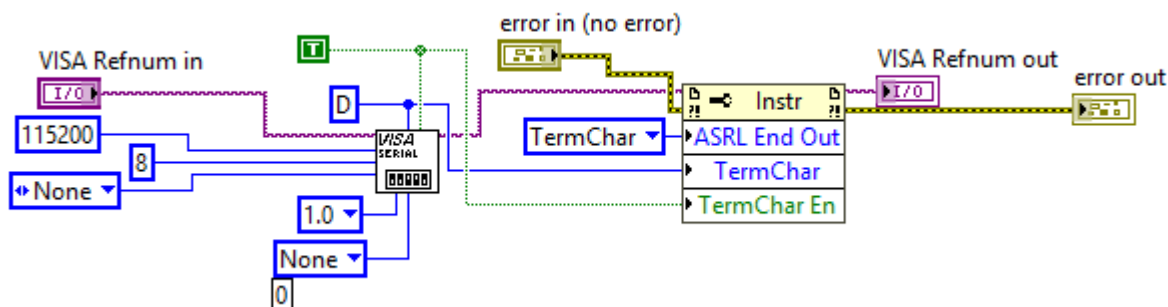 error in (no error)
T
VISA Refnum in
VISA Refnum out
I/O
I/O
error out
D
Instr
115200
VISA
SERIAL
TermChar
ASRL End Out
8
None
TermChar
1.0
TermChar En
None
0